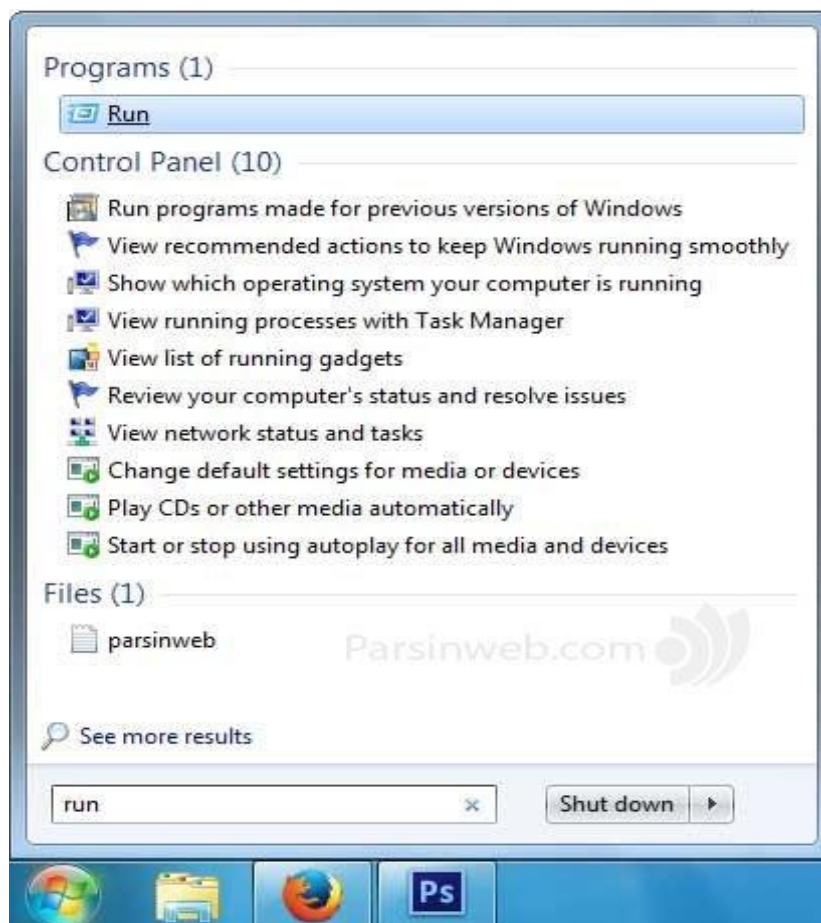 Programs (1)
Run
Control Panel (10)
Run programs made for previous versions of Windows
View recommended actions to keep Windows running smoothly
Show which operating system your computer is running
View running processes with Task Manager
View list of running gadgets
Review your computer's status and resolve issues
View network status and tasks
Change default settings for media or devices
Play CDs or other media automatically
Start or stop using autoplay for all media and devices
Files (1)
parsinweb
Parsinweb.com
See more results
run
Shut down
Ps